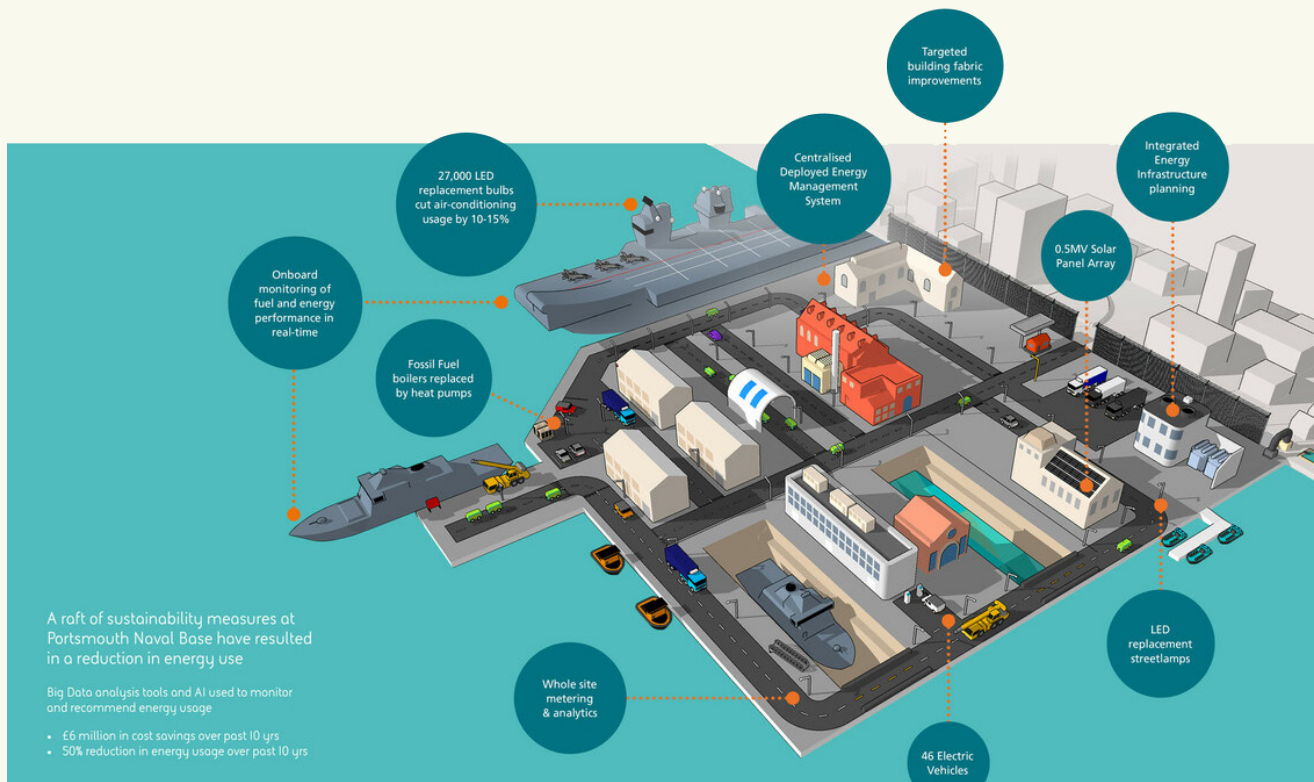 Targeted
building fabric
improvements
Integrated
Energy
Infrastructure
planning
Centralised
Deployed Energy
Management
System
27,000 LED
replacement bulbs
cut air-conditioning
usage by 10-15%
0.5MV Solar
Panel Array
Onboard
monitoring of
fuel and energy
performance in
real-time
Fossil Fuel
boilers replaced
by heat pumps
A raft of sustainability measures at
Portsmouth Naval Base have resulted
in a reduction in energy use
Big Data analysis tools and AI used to monitor
and recommend energy usage
• £6 million in cost savings over past 10 yrs
• 50% reduction in energy usage over past 10 yrs
Whole site
metering
& analytics
LED
replacement
streetlamps
46 Electric
Vehicles